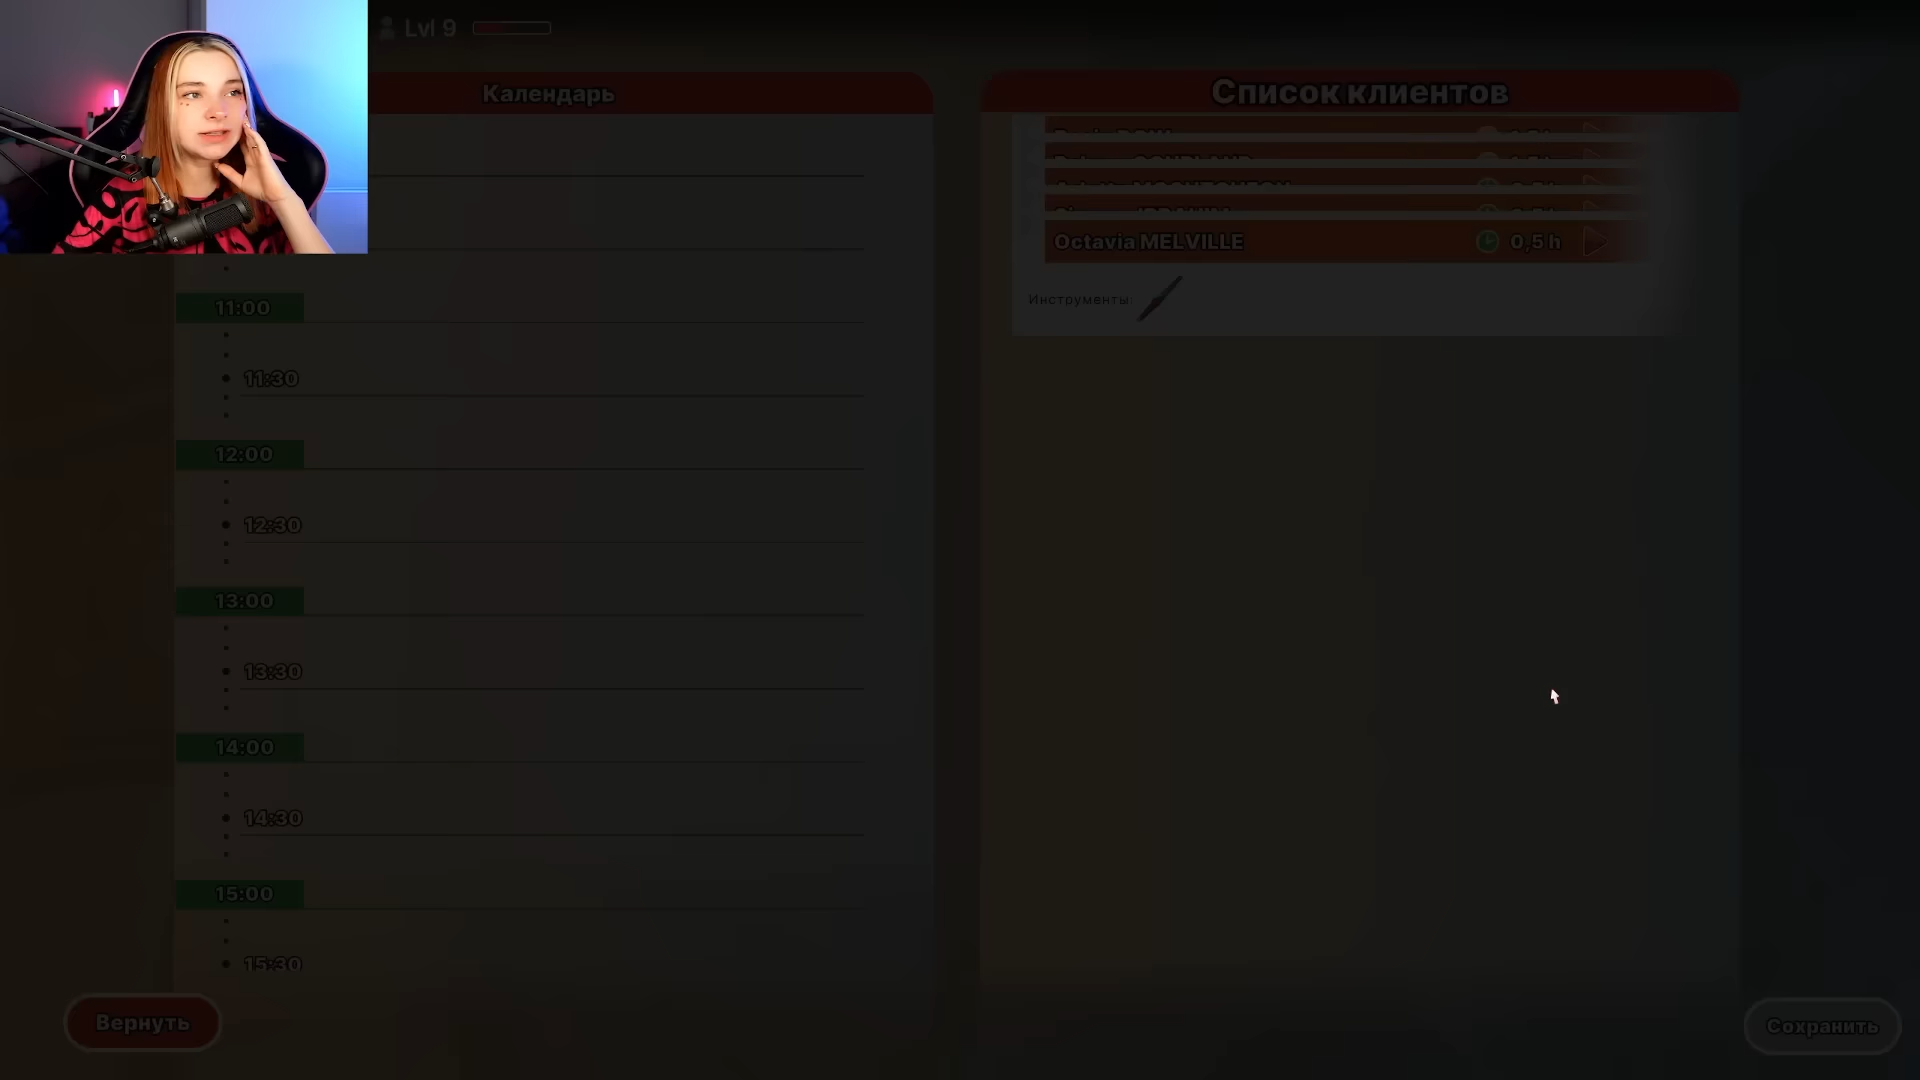 Lvl 9
Календарь
11:00
11:30
12:00
12:30
13:00
13:30
14:00
14:30
15:00
15:30
Вернуть
Список клиентов
Octavia MELVILLE 0,5 h
Инструменты:
Сохранить